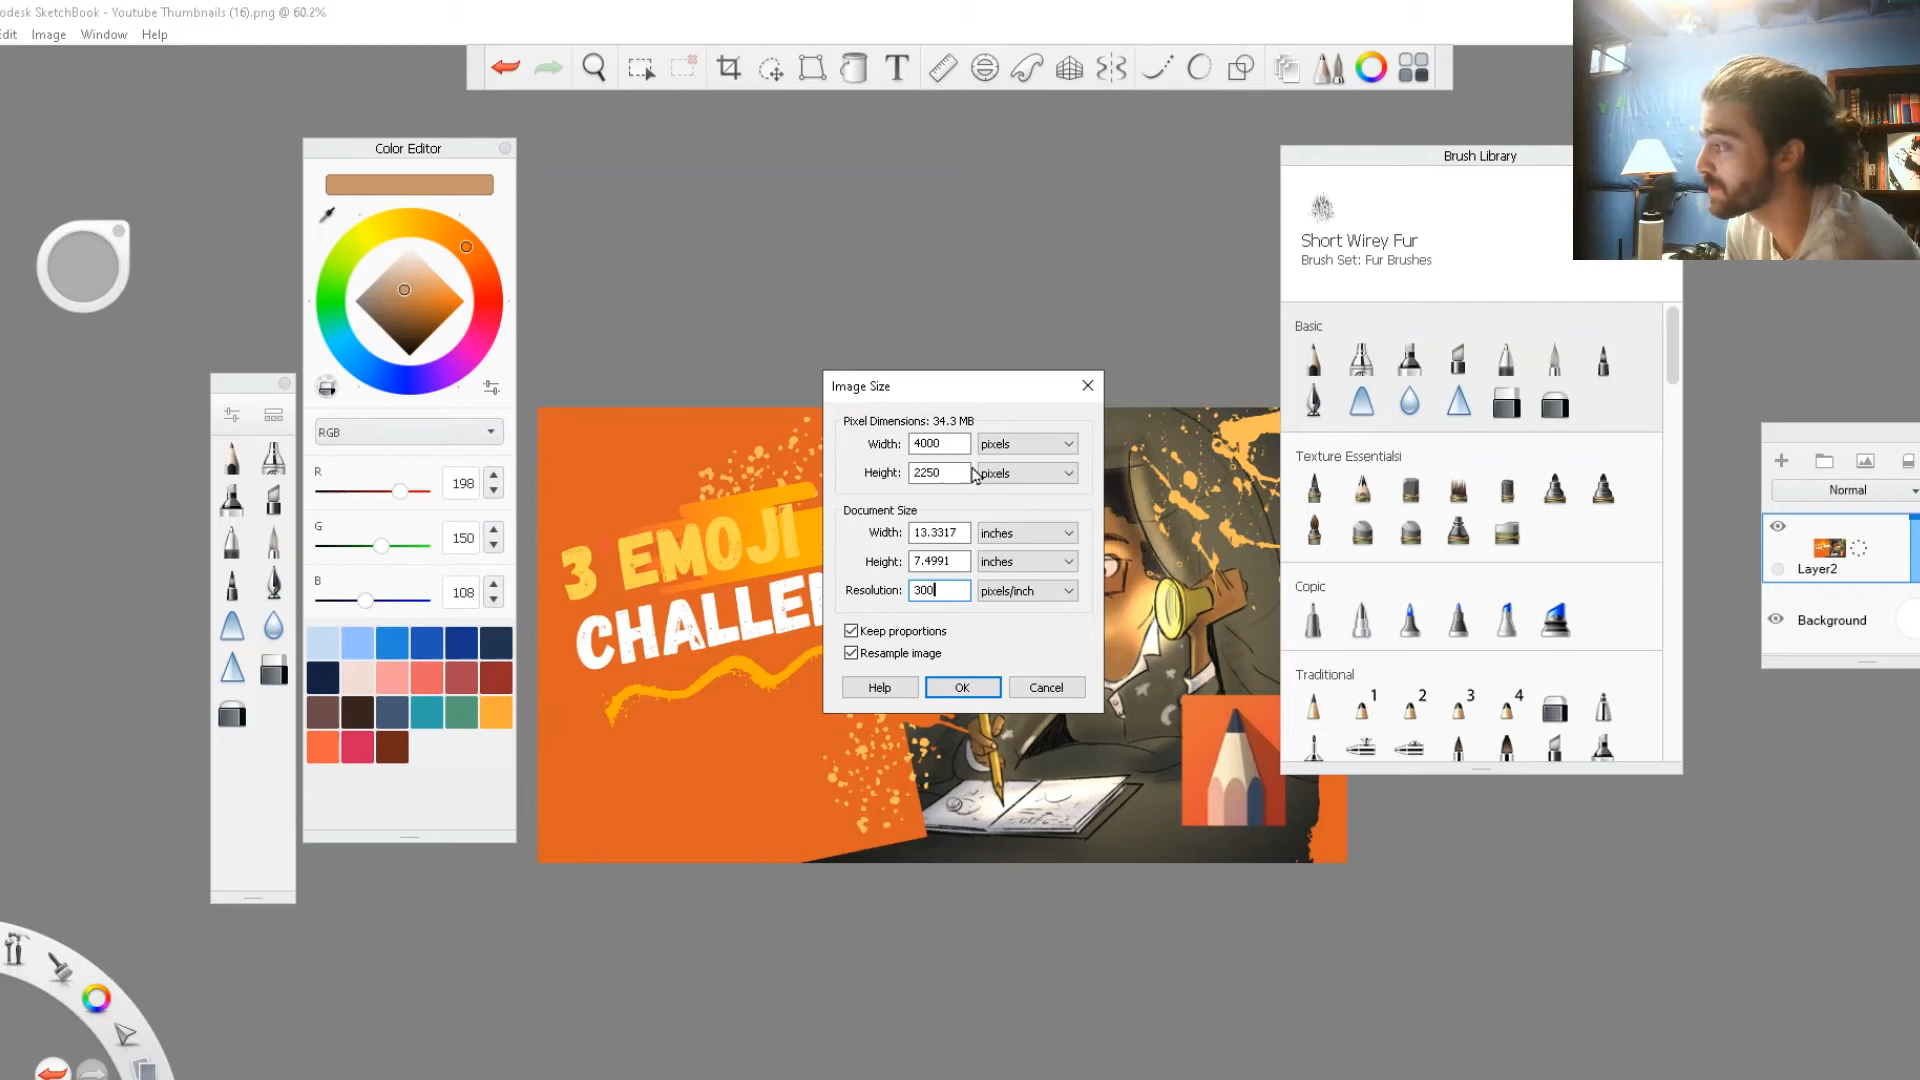 odesk SketchBook - Youtube Thumbnails (16).png @ 60.2%
Edit Image Window Help
Color Editor
RGB
R 198
G 150
B 108
3 EMOJI
CHALLEN
Image Size
Pixel Dimensions: 34.3 MB
Width: 4000 pixels
Height: 2250 pixels
Document Size
Width: 13.3317 inches
Height: 7.4991 inches
Resolution: 300 pixels/inch
Keep proportions
Resample image
Help OK Cancel
Brush Library
Short Wirey Fur
Brush Set: Fur Brushes
Basic
Texture Essentials
Copic
Traditional
1 2 3 4
Normal
Layer2
Background